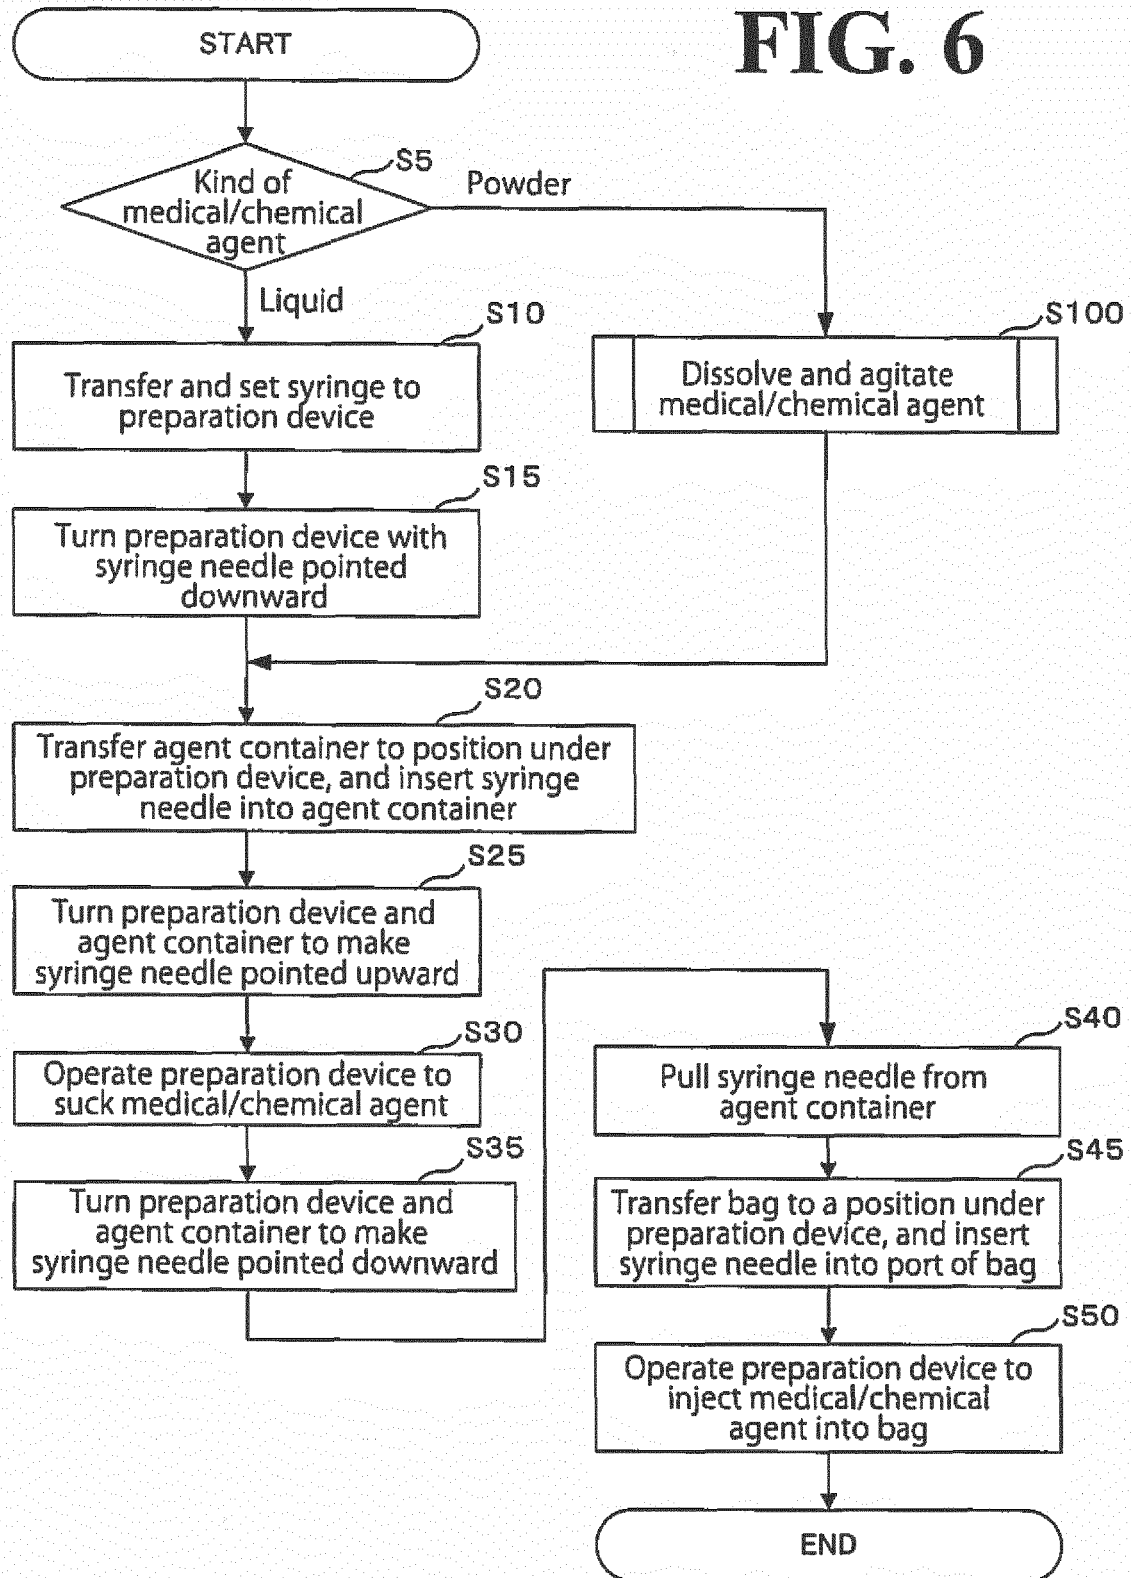 FIG. 6
START
S5
Kind of
medical/chemical
agent
Powder
Liquid
S10
Transfer and set syringe to
preparation device
S100
Dissolve and agitate
medical/chemical agent
S15
Turn preparation device with
syringe needle pointed
downward
S20
Transfer agent container to position under
preparation device, and insert syringe
needle into agent container
S25
Turn preparation device and
agent container to make
syringe needle pointed upward
S30
Operate preparation device to
suck medical/chemical agent
S35
Turn preparation device and
agent container to make
syringe needle pointed downward
S40
Pull syringe needle from
agent container
S45
Transfer bag to a position under
preparation device, and insert
syringe needle into port of bag
S50
Operate preparation device to
inject medical/chemical
agent into bag
END